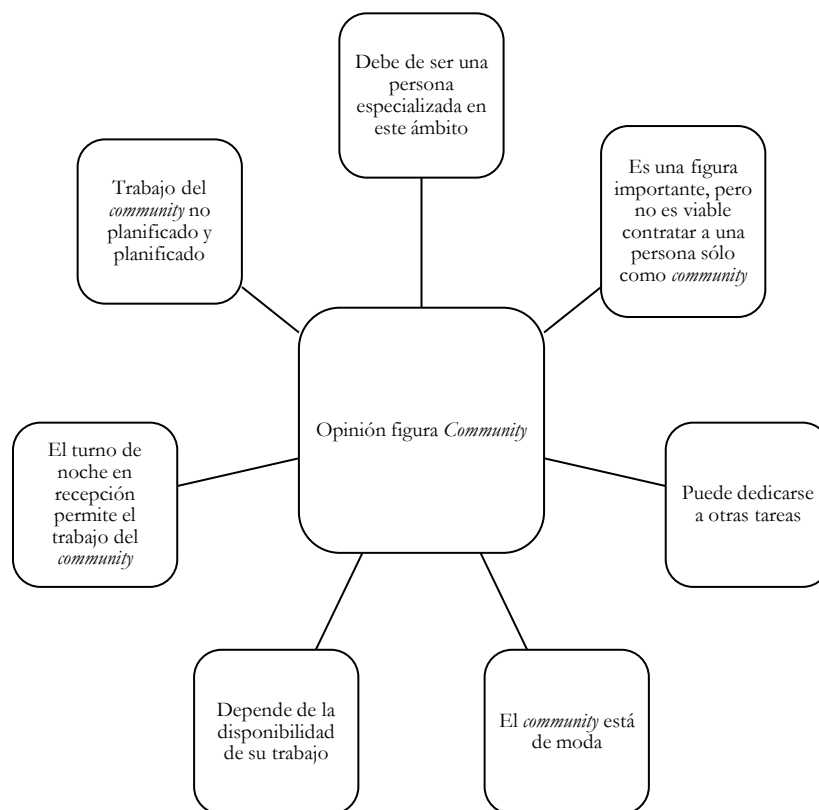 Debe de ser una
persona
especializada en
este ámbito
Es una figura
importante, pero
no es viable
contratar a una
persona sólo
como community
Puede dedicarse
a otras tareas
El community está
de moda
Depende de la
disponibilidad
de su trabajo
El turno de
noche en
recepción
permite el
trabajo del
community
Trabajo del
community no
planificado y
planificado
Opinión figura Community